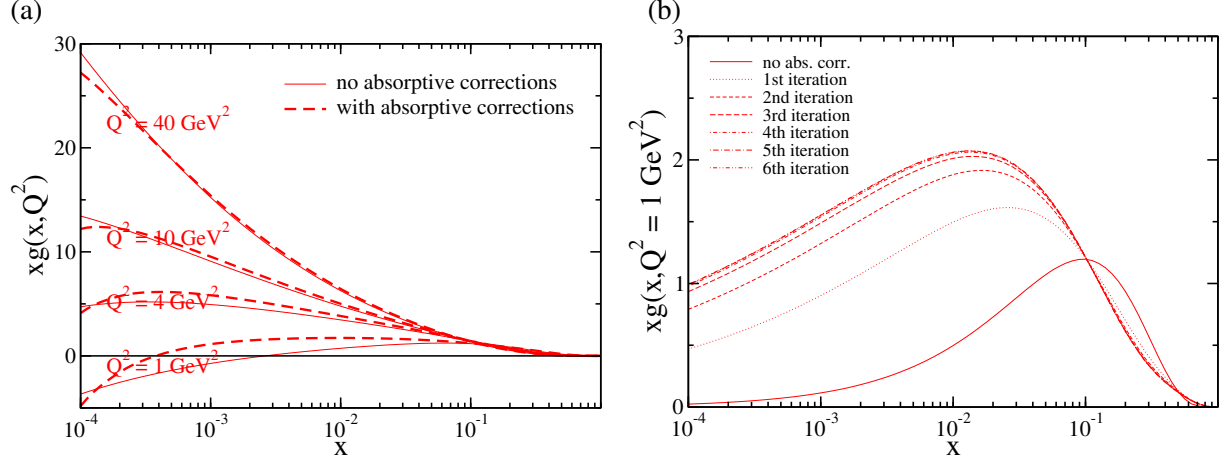 (a)
xg(x,Q²)
30
20
10
0
no absorptive corrections
with absorptive corrections
Q² = 40 GeV²
Q² = 10 GeV²
Q² = 4 GeV²
Q² = 1 GeV²
10⁻⁴ 10⁻³ 10⁻² 10⁻¹
x
(b)
xg(x,Q² = 1 GeV²)
3
2
1
0
no abs. corr.
1st iteration
2nd iteration
3rd iteration
4th iteration
5th iteration
6th iteration
10⁻⁴ 10⁻³ 10⁻² 10⁻¹
x